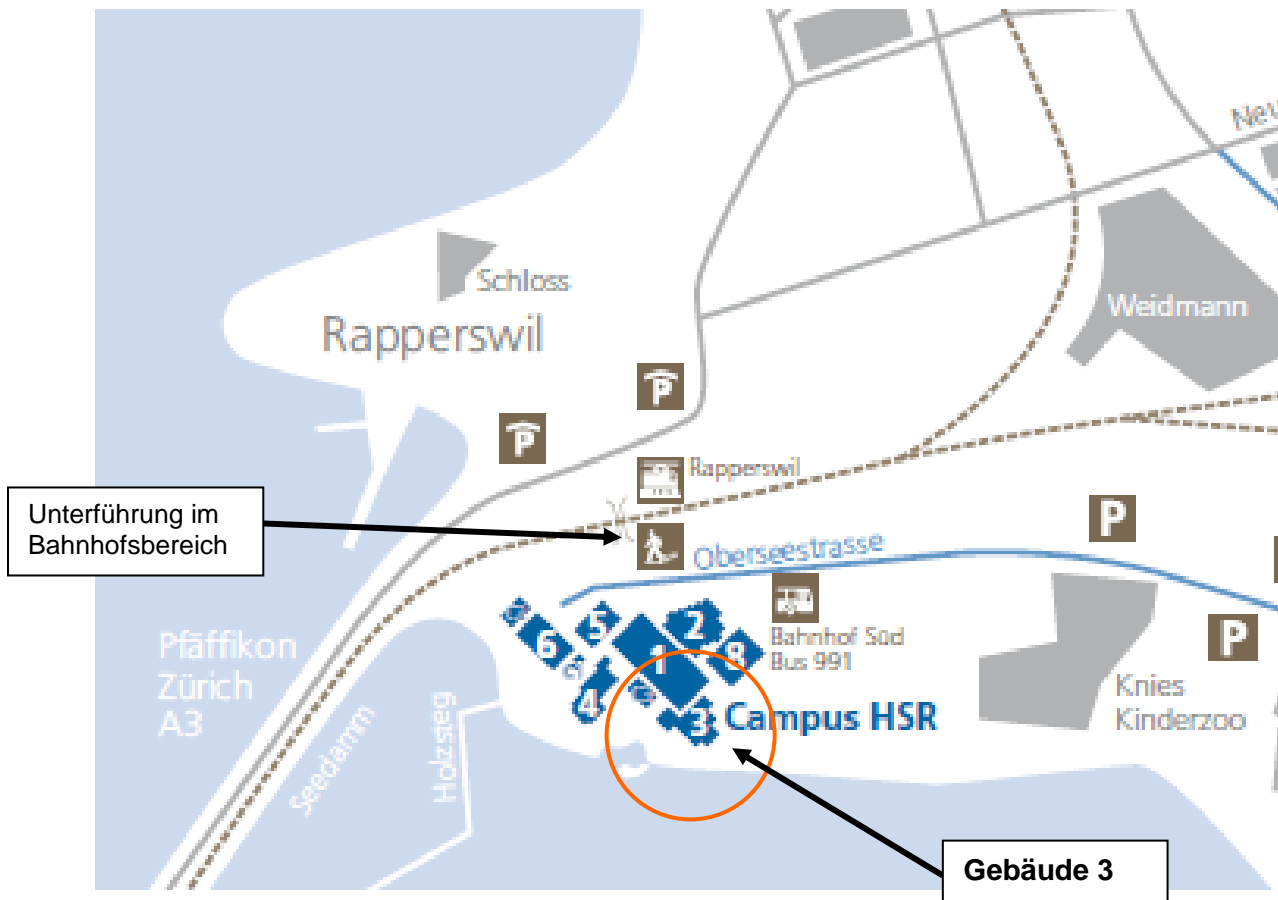 Neu
Schloss
Rapperswil
Weidmann
P
P
Rapperswil
Unterführung im
Bahnhofsbereich
P
Oberseestrasse
2
5
6
1
8
Bahnhof Süd
Bus 991
P
Pfäffikon
Zürich
A3
4
3
Campus HSR
Knies
Kinderzoo
Seedamm
Holzsteg
Gebäude 3